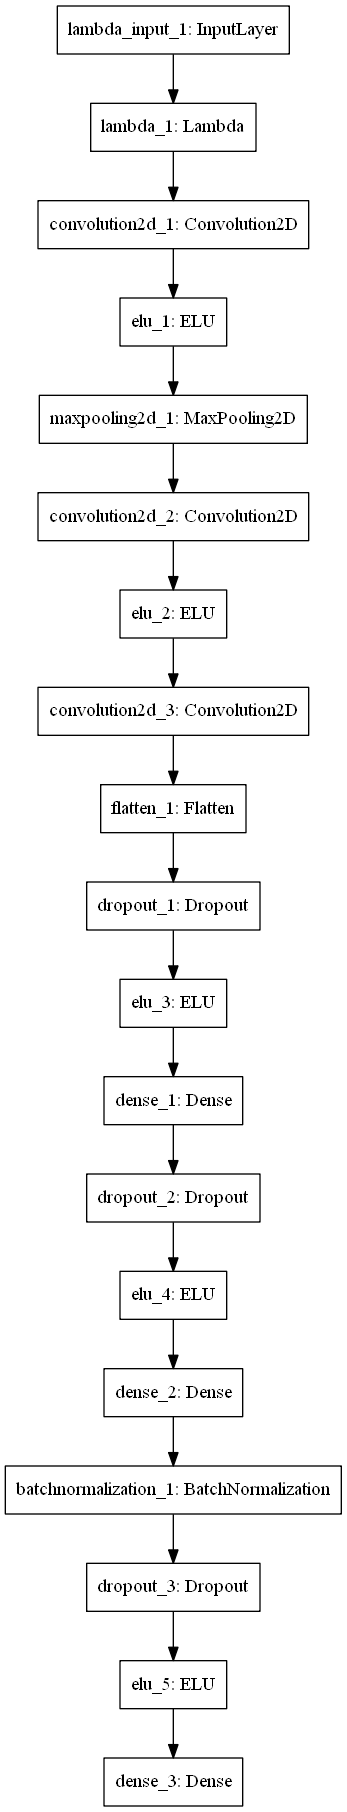 lambda_input_1: InputLayer
lambda_1: Lambda
convolution2d_1: Convolution2D
elu_1: ELU
maxpooling2d_1: MaxPooling2D
convolution2d_2: Convolution2D
elu_2: ELU
convolution2d_3: Convolution2D
flatten_1: Flatten
dropout_1: Dropout
elu_3: ELU
dense_1: Dense
dropout_2: Dropout
elu_4: ELU
dense_2: Dense
batchnormalization_1: BatchNormalization
dropout_3: Dropout
elu_5: ELU
dense_3: Dense